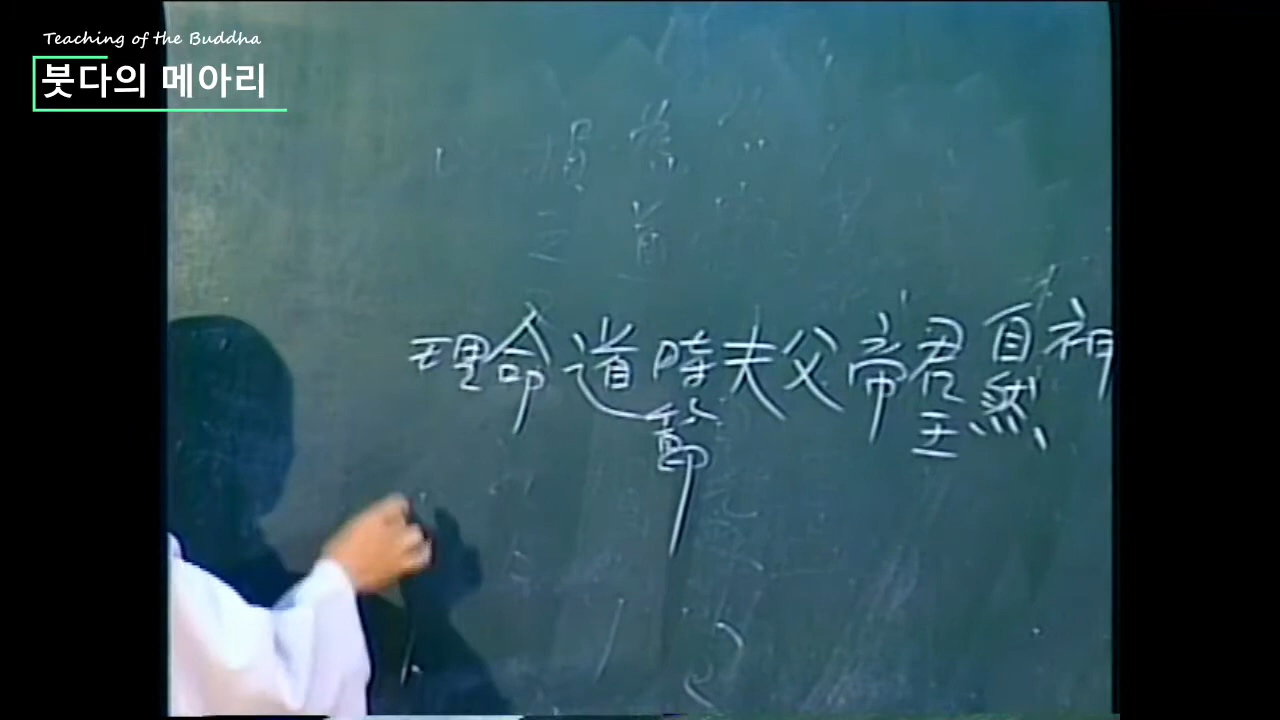 Teaching of the Buddha
붓다의 메아리
理命道時夫父帝君自
節王然